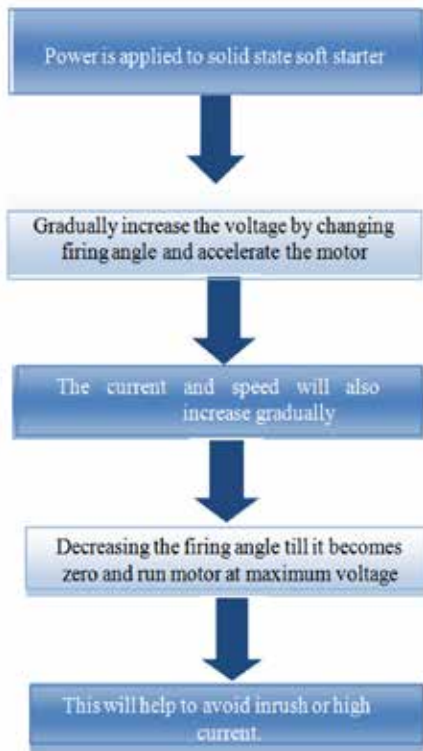 Power is applied to solid state soft starter
Gradually increase the voltage by changing
firing angle and accelerate the motor
The current and speed will also
increase gradually
Decreasing the firing angle till it becomes
zero and run motor at maximum voltage
This will help to avoid inrush or high
current.